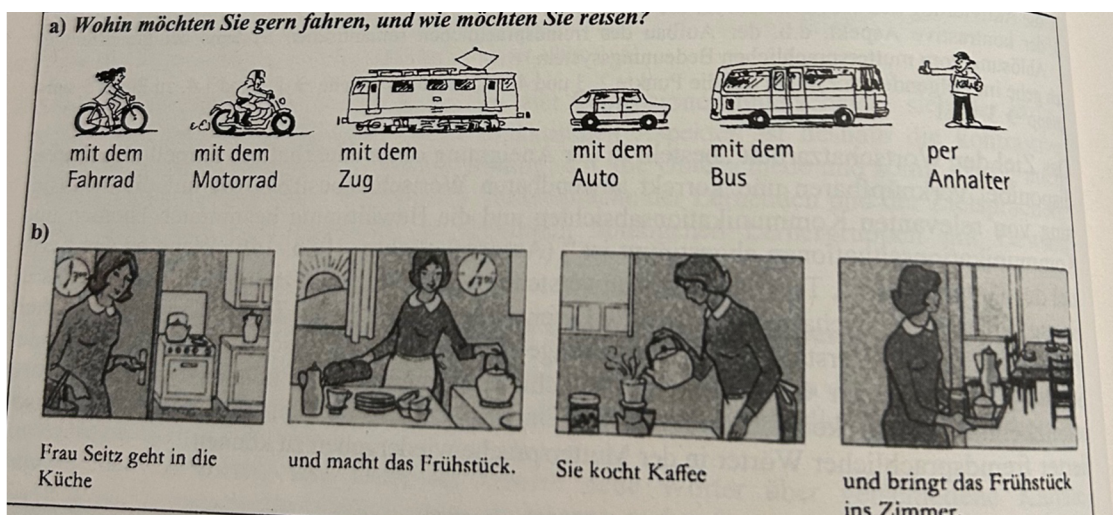 a) Wohin möchten Sie gern fahren, und wie möchten Sie reisen?
mit dem
Fahrrad
mit dem
Motorrad
mit dem
Zug
mit dem
Auto
mit dem
Bus
per
Anhalter
b)
Frau Seitz geht in die
Küche
und macht das Frühstück.
Sie kocht Kaffee
und bringt das Frühstück
ins Zimmer.